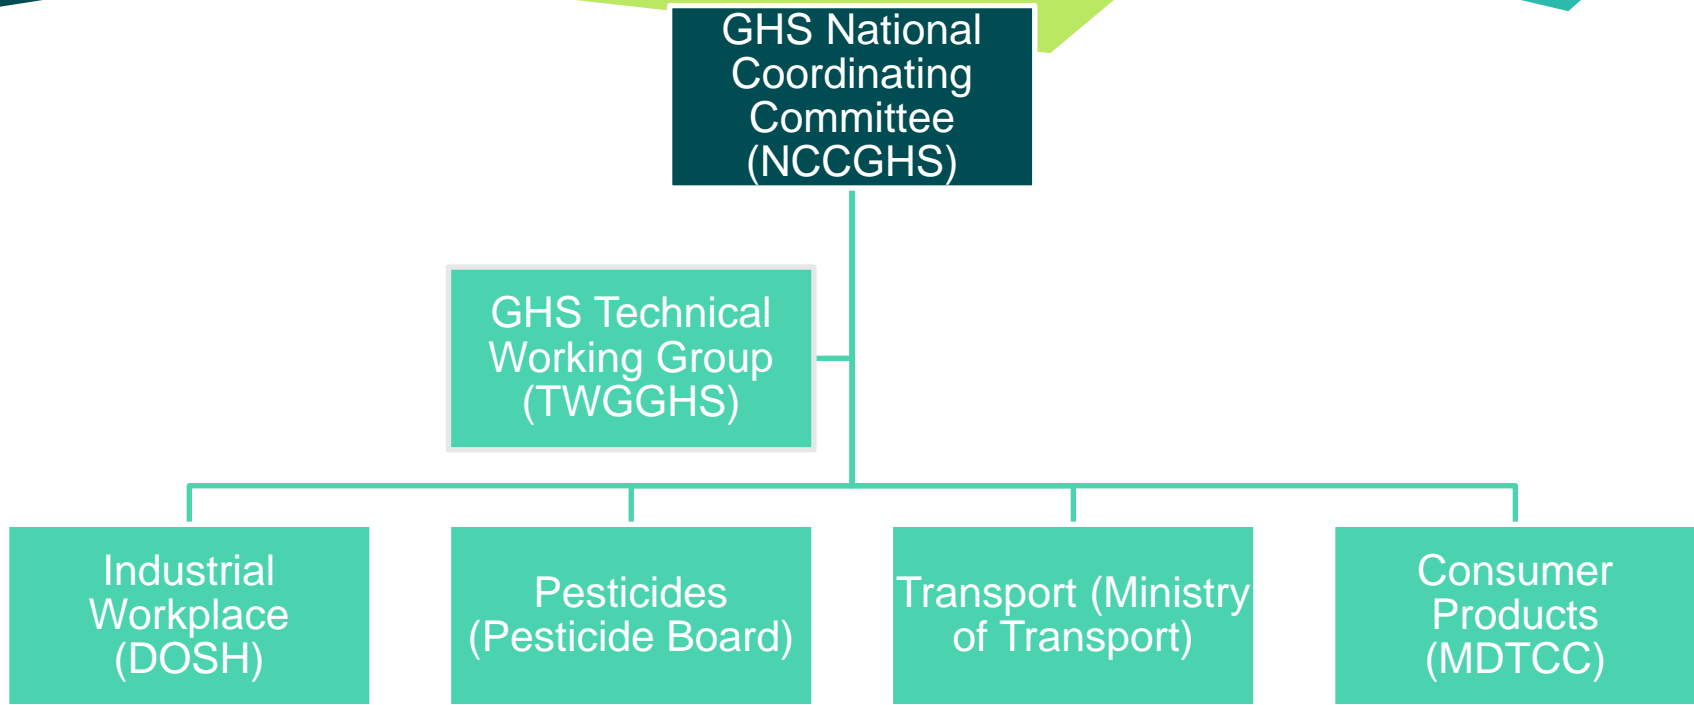 GHS National
Coordinating
Committee
(NCCGHS)
GHS Technical
Working Group
(TWGGHS)
Industrial
Workplace
(DOSH)
Pesticides
(Pesticide Board)
Transport (Ministry
of Transport)
Consumer
Products
(MDTCC)